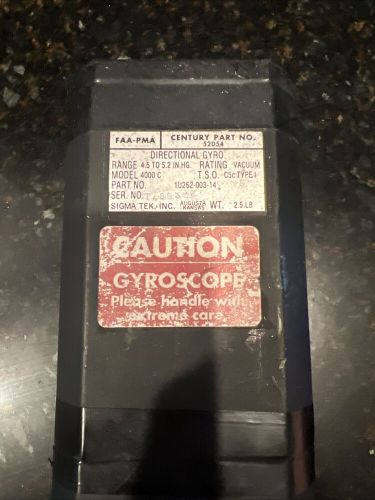 FAA-PMA CENTURY PART NO.
52D54
DIRECTIONAL GYRO
RANGE 4.5 TO 5.2 IN.HG. RATING VACUUM
MODEL 4000 C T.S.O. C5c TYPE I
PART NO. 1U262-003-14
SER. NO.
SIGMA TEK, INC. AUGUSTA KANSAS WT. 2.5 LB
CAUTION
GYROSCOPE
Please handle with
extreme care.